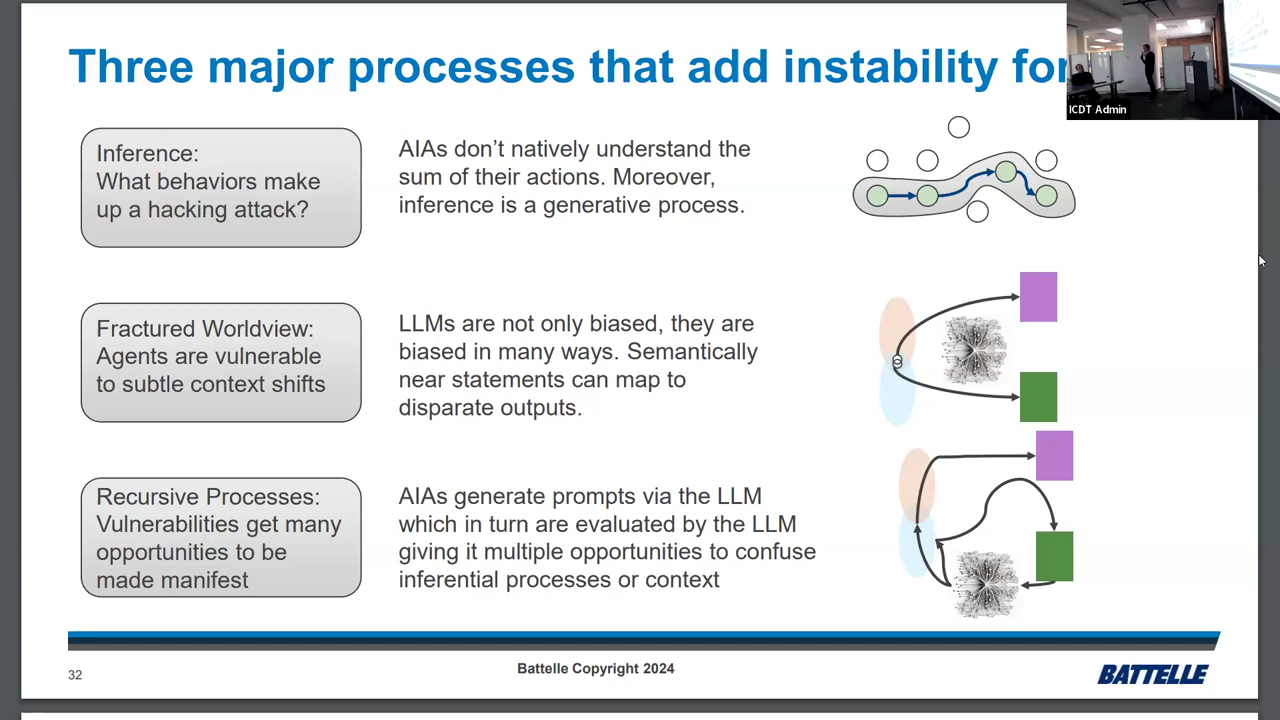 Three major processes that add instability for
ICDT Admin
Inference:
What behaviors make
up a hacking attack?
AIAs don’t natively understand the
sum of their actions. Moreover,
inference is a generative process.
Fractured Worldview:
Agents are vulnerable
to subtle context shifts
LLMs are not only biased, they are
biased in many ways. Semantically
near statements can map to
disparate outputs.
Recursive Processes:
Vulnerabilities get many
opportunities to be
made manifest
AIAs generate prompts via the LLM
which in turn are evaluated by the LLM
giving it multiple opportunities to confuse
inferential processes or context
32
Battelle Copyright 2024
BATTELLE